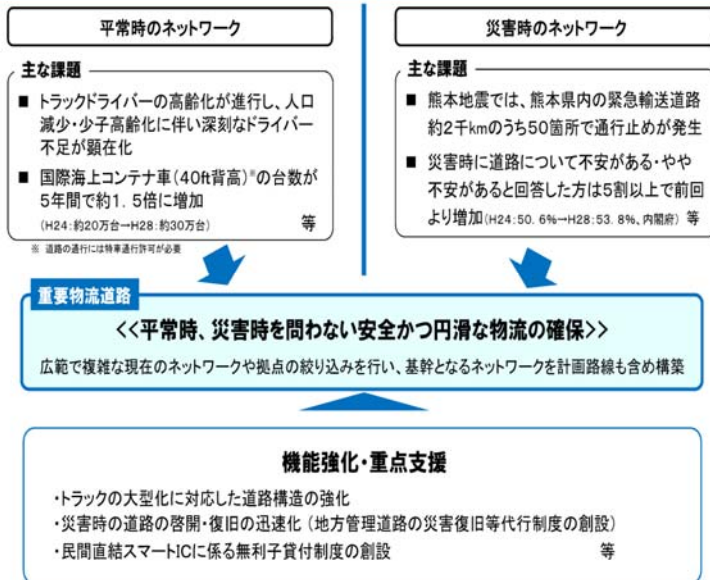 平常時のネットワーク
主な課題
■ トラックドライバーの高齢化が進行し、人口
減少・少子高齢化に伴い深刻なドライバー
不足が顕在化
■ 国際海上コンテナ車(40ft背高)※の台数が
5年間で約1.5倍に増加
(H24:約20万台→H28:約30万台) 等
※ 道路の通行には特車通行許可が必要
災害時のネットワーク
主な課題
■ 熊本地震では、熊本県内の緊急輸送道路
約2千kmのうち50箇所で通行止めが発生
■ 災害時に道路について不安がある・やや
不安があると回答した方は5割以上で前回
より増加(H24:50.6%→H28:53.8%、内閣府) 等
重要物流道路
<<平常時、災害時を問わない安全かつ円滑な物流の確保>>
広範で複雑な現在のネットワークや拠点の絞り込みを行い、基幹となるネットワークを計画路線も含め構築
機能強化・重点支援
・トラックの大型化に対応した道路構造の強化
・災害時の道路の啓開・復旧の迅速化(地方管理道路の災害復旧等代行制度の創設)
・民間直結スマートICに係る無利子貸付制度の創設 等